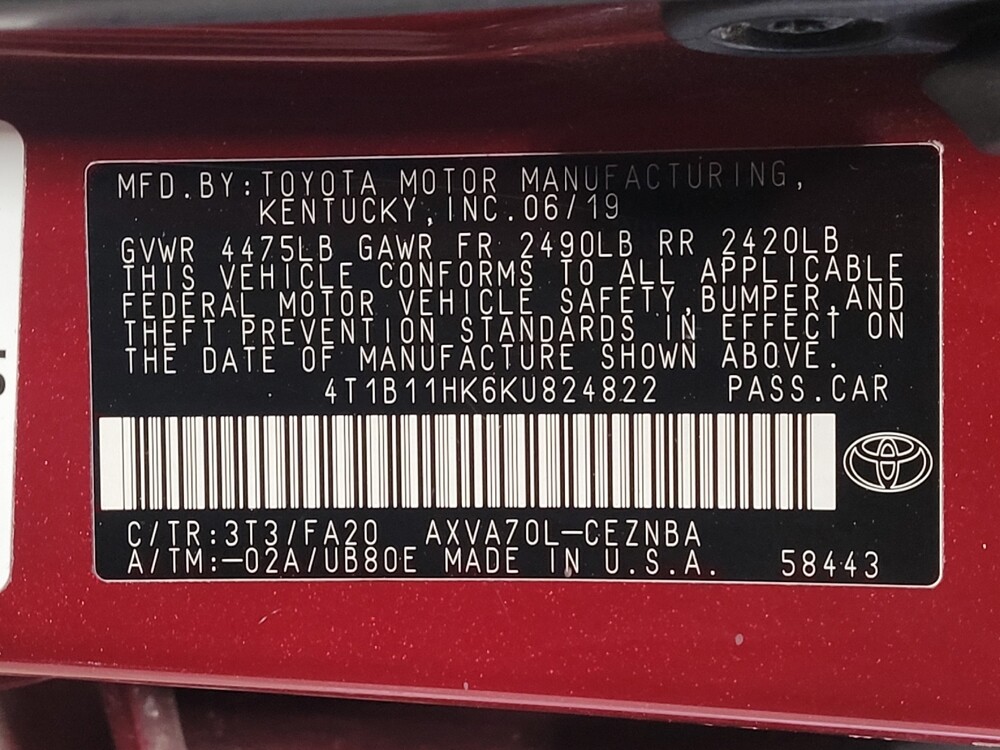 MFD.BY:TOYOTA MOTOR MANUFACTURING,
KENTUCKY,INC.06/19
GVWR 4475LB GAWR FR 2490LB RR 2420LB
THIS VEHICLE CONFORMS TO ALL APPLICABLE
FEDERAL MOTOR VEHICLE SAFETY,BUMPER,AND
THEFT PREVENTION STANDARDS IN EFFECT ON
THE DATE OF MANUFACTURE SHOWN ABOVE.
4T1B11HK6KU824822 PASS.CAR
C/TR:3T3/FA20 AXVA70L-CEZNBA
A/TM:-02A/UB80E MADE IN U.S.A. 58443